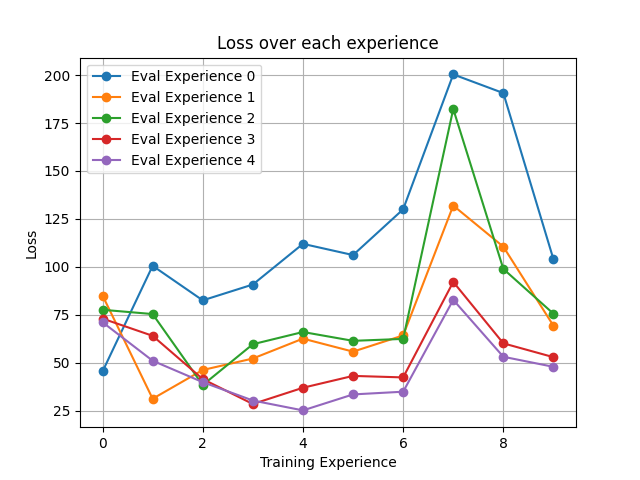 Loss over each experience
Eval Experience 0
Eval Experience 1
Eval Experience 2
Eval Experience 3
Eval Experience 4
Loss
200
175
150
125
100
75
50
25
0 2 4 6 8
Training Experience